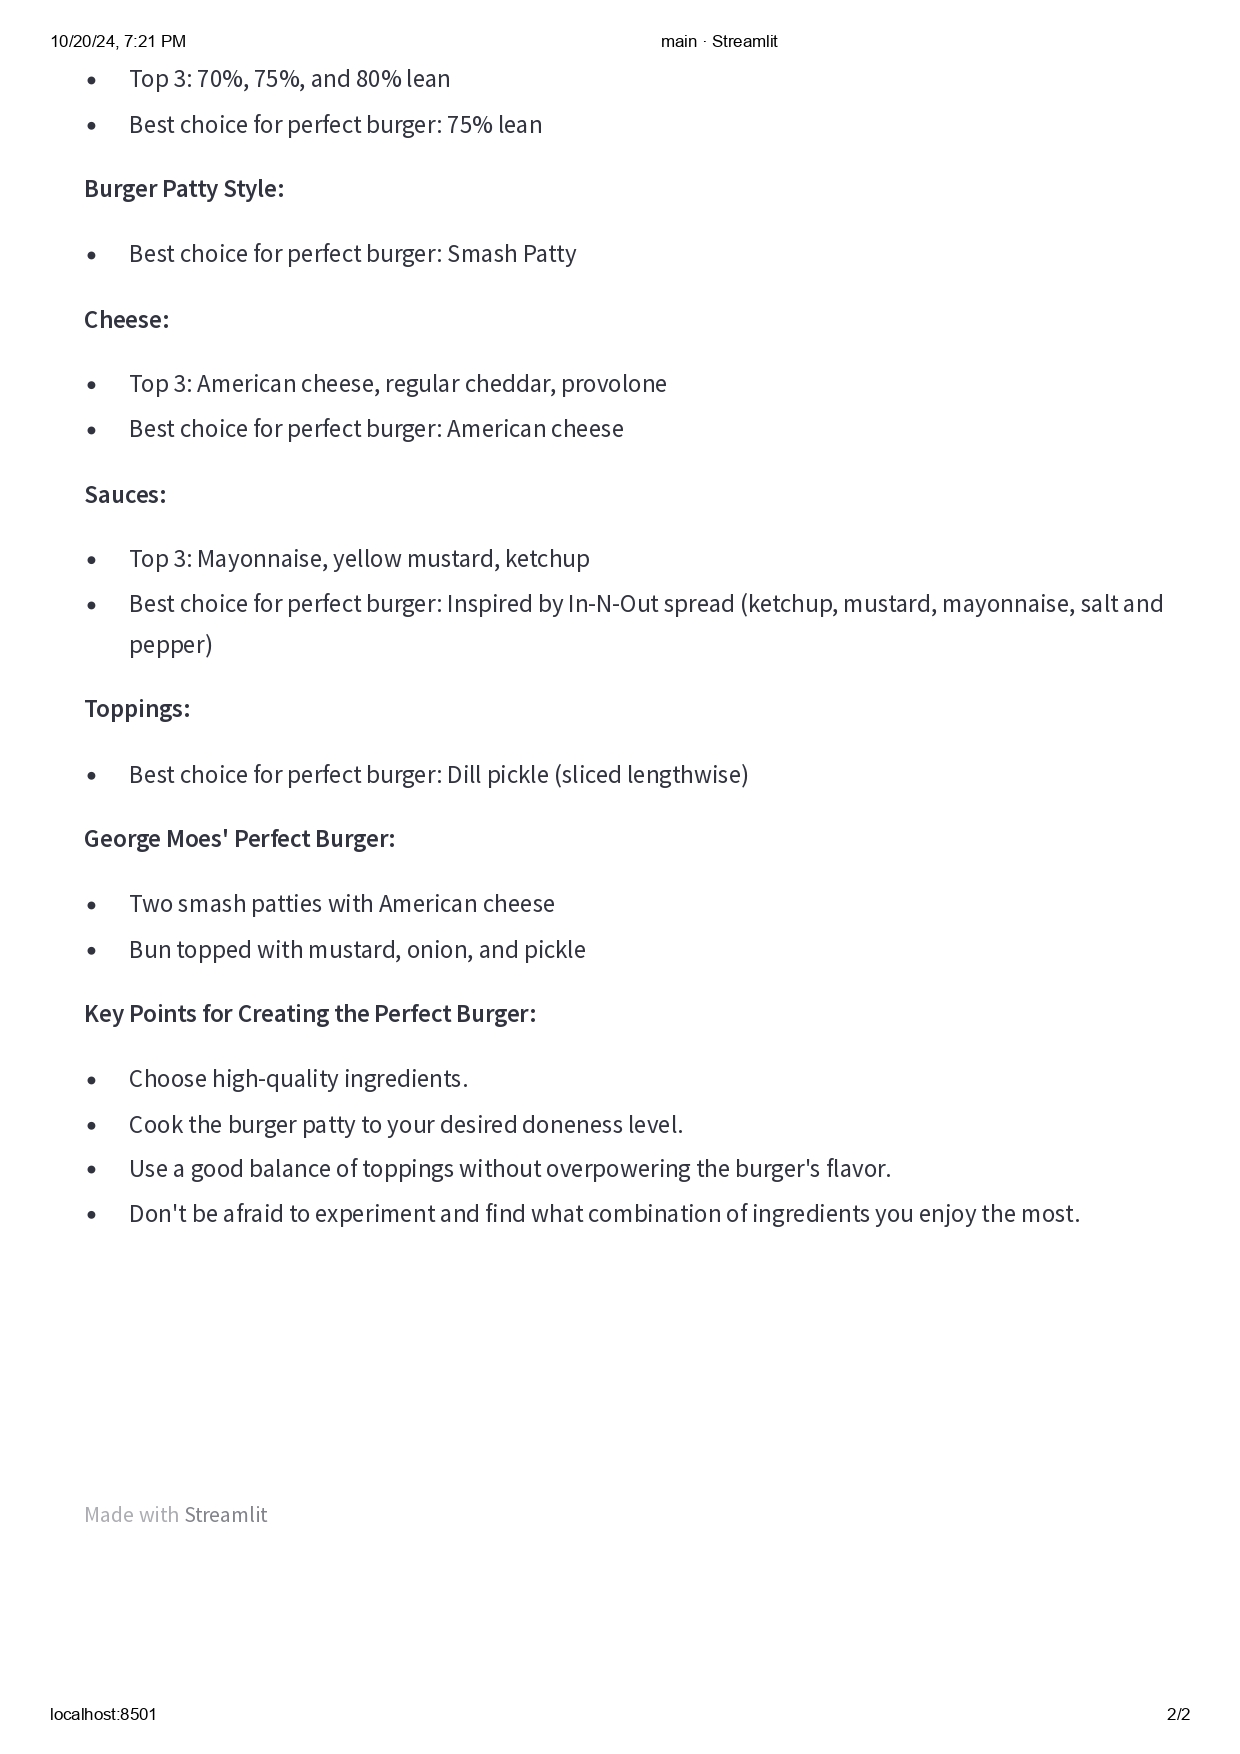 10/20/24, 7:21 PM
main · Streamlit
• Top 3: 70%, 75%, and 80% lean
• Best choice for perfect burger: 75% lean
Burger Patty Style:
• Best choice for perfect burger: Smash Patty
Cheese:
• Top 3: American cheese, regular cheddar, provolone
• Best choice for perfect burger: American cheese
Sauces:
• Top 3: Mayonnaise, yellow mustard, ketchup
• Best choice for perfect burger: Inspired by In-N-Out spread (ketchup, mustard, mayonnaise, salt and
pepper)
Toppings:
• Best choice for perfect burger: Dill pickle (sliced lengthwise)
George Moes' Perfect Burger:
• Two smash patties with American cheese
• Bun topped with mustard, onion, and pickle
Key Points for Creating the Perfect Burger:
• Choose high-quality ingredients.
• Cook the burger patty to your desired doneness level.
• Use a good balance of toppings without overpowering the burger's flavor.
• Don't be afraid to experiment and find what combination of ingredients you enjoy the most.
Made with Streamlit
localhost:8501
2/2